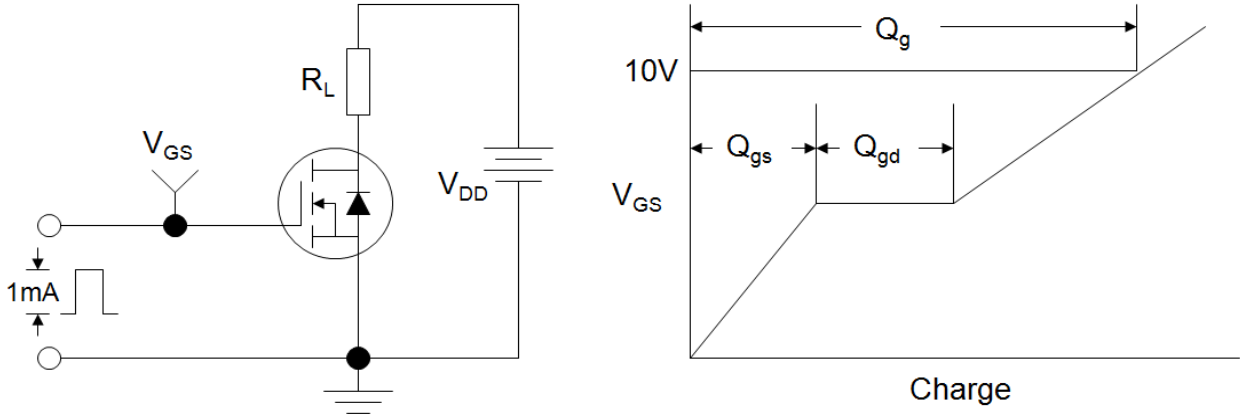 R_L
V_GS
V_DD
1mA
Q_g
10V
Q_gs
Q_gd
V_GS
Charge